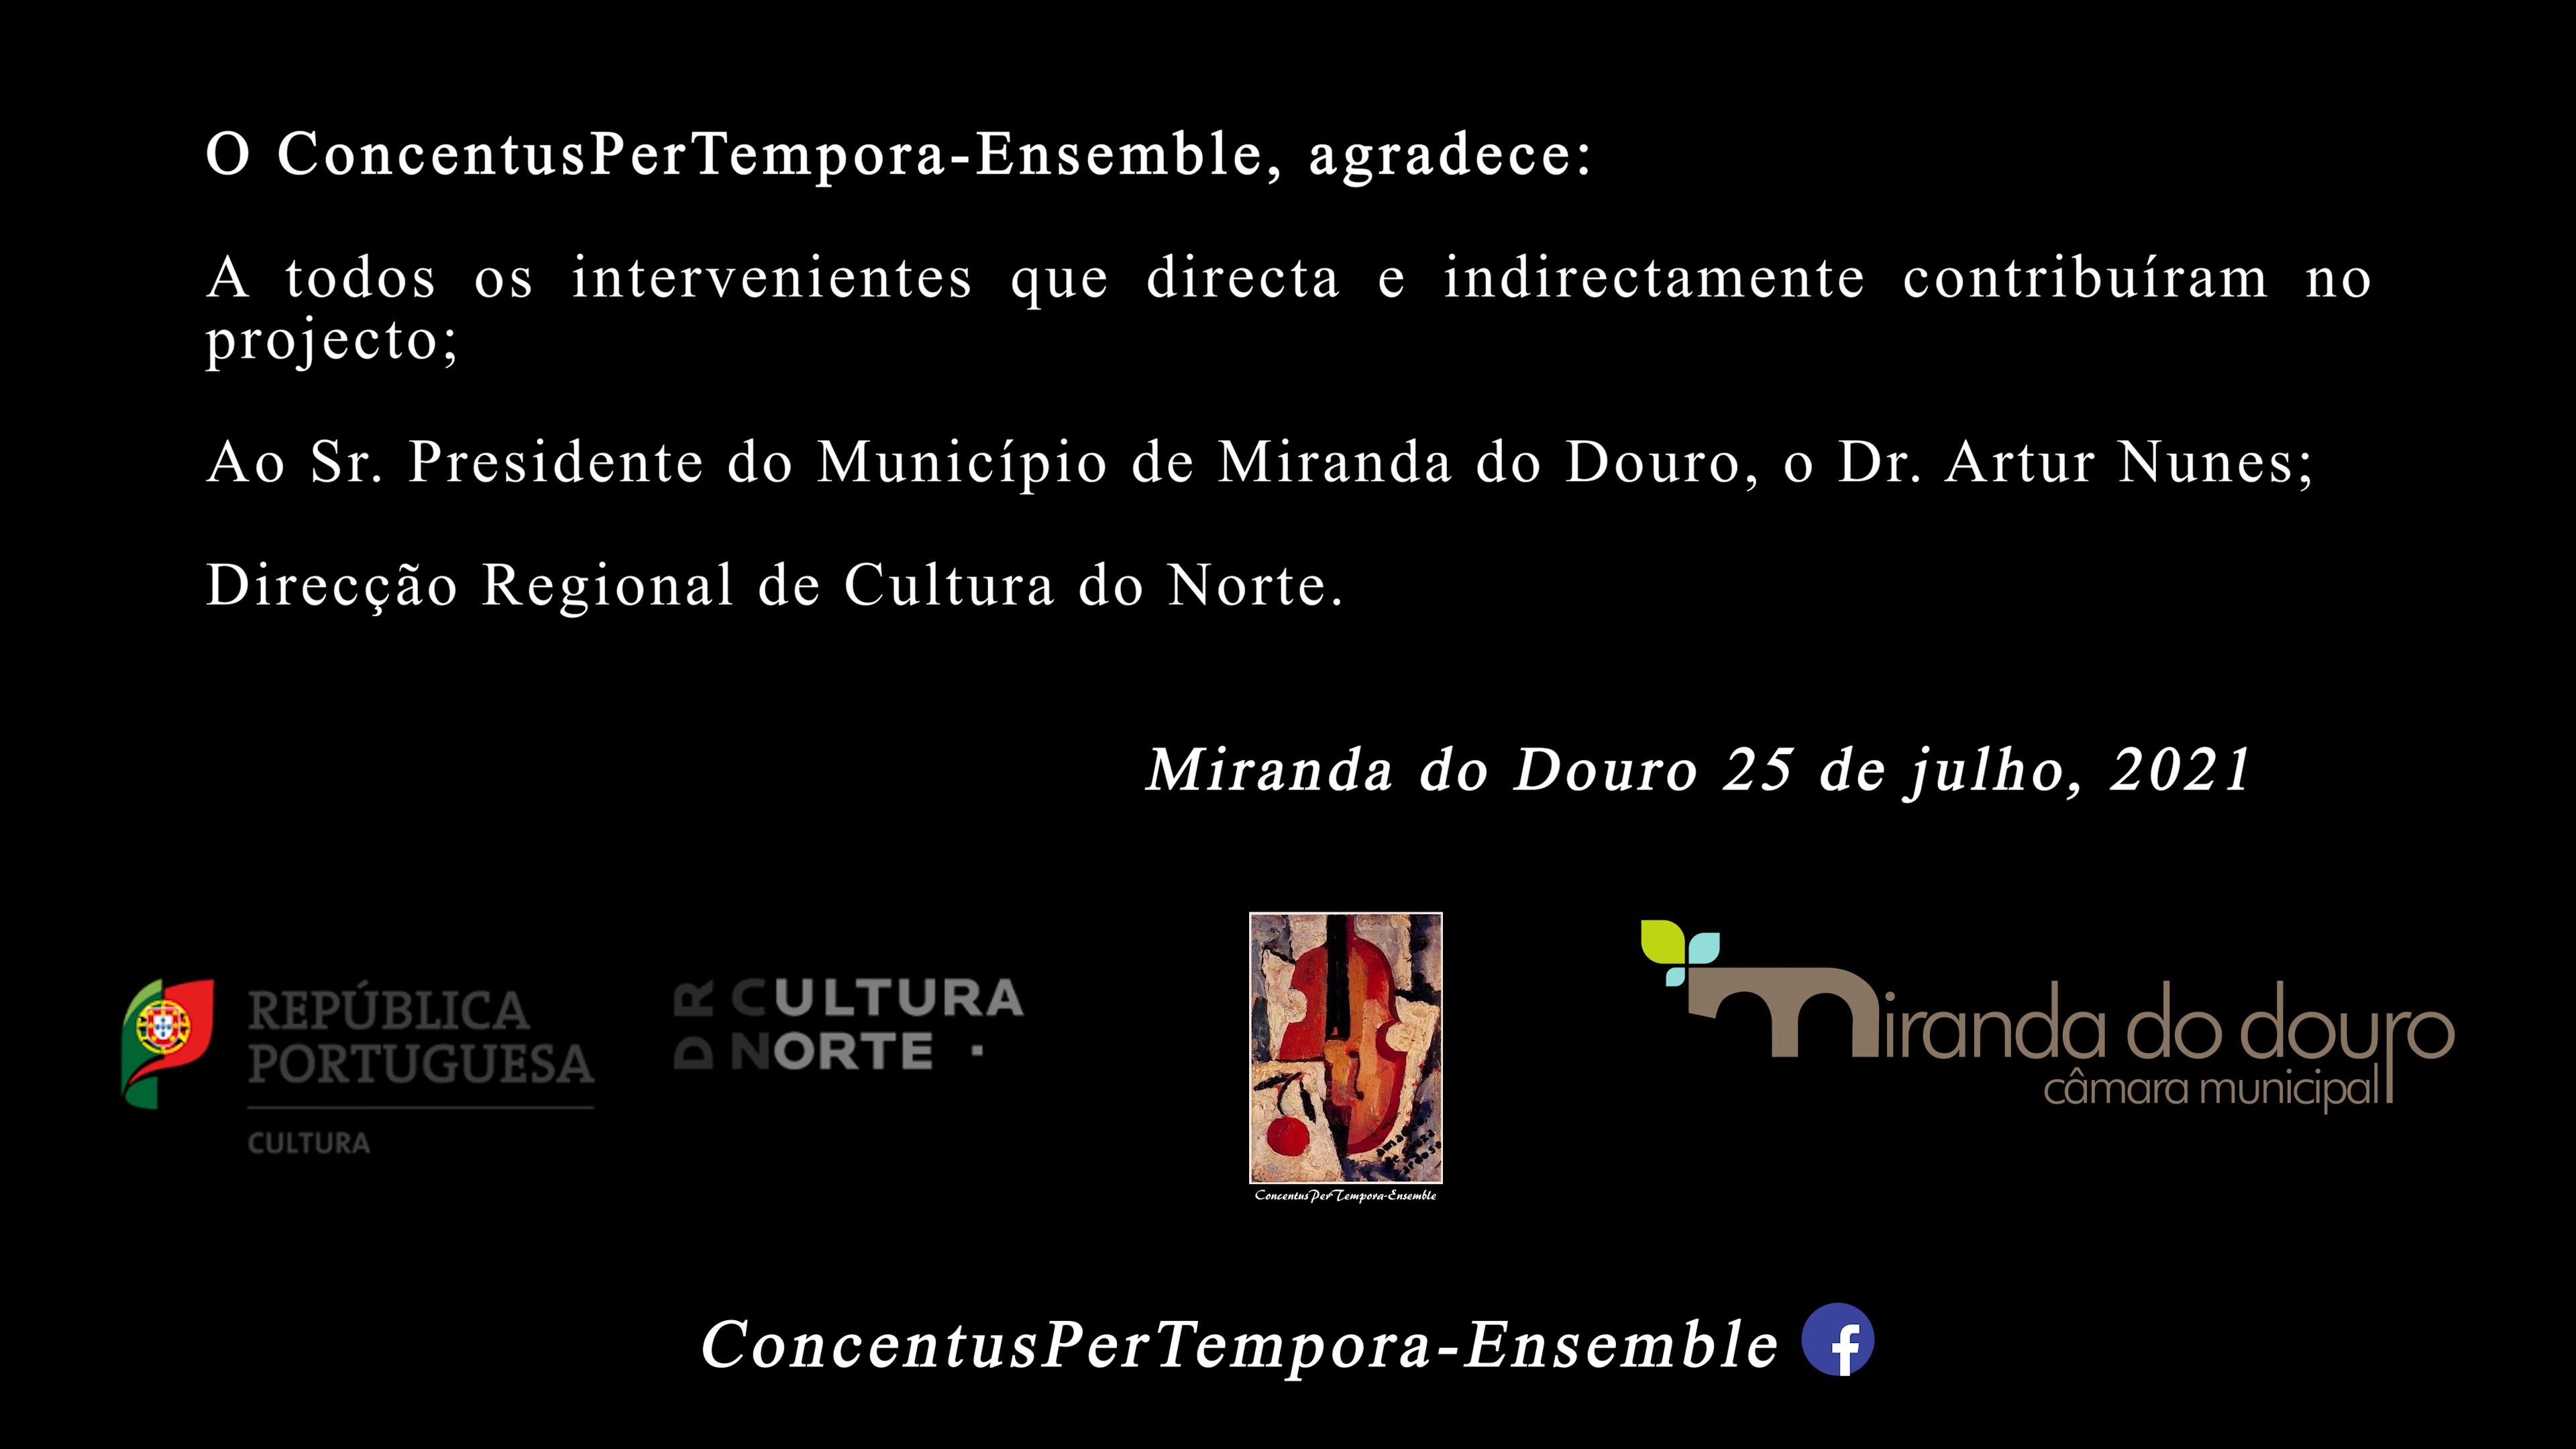 O ConcentusPerTempora-Ensemble, agradece:
A todos os intervenientes que directa e indirectamente contribuíram no
projecto;
Ao Sr. Presidente do Município de Miranda do Douro, o Dr. Artur Nunes;
Direcção Regional de Cultura do Norte.
Miranda do Douro 25 de julho, 2021
REPÚBLICA
PORTUGUESA
CULTURA
DR CULTURA
NORTE
ConcentusPerTempora-Ensemble
miranda do douro
câmara municipal
ConcentusPerTempora-Ensemble f